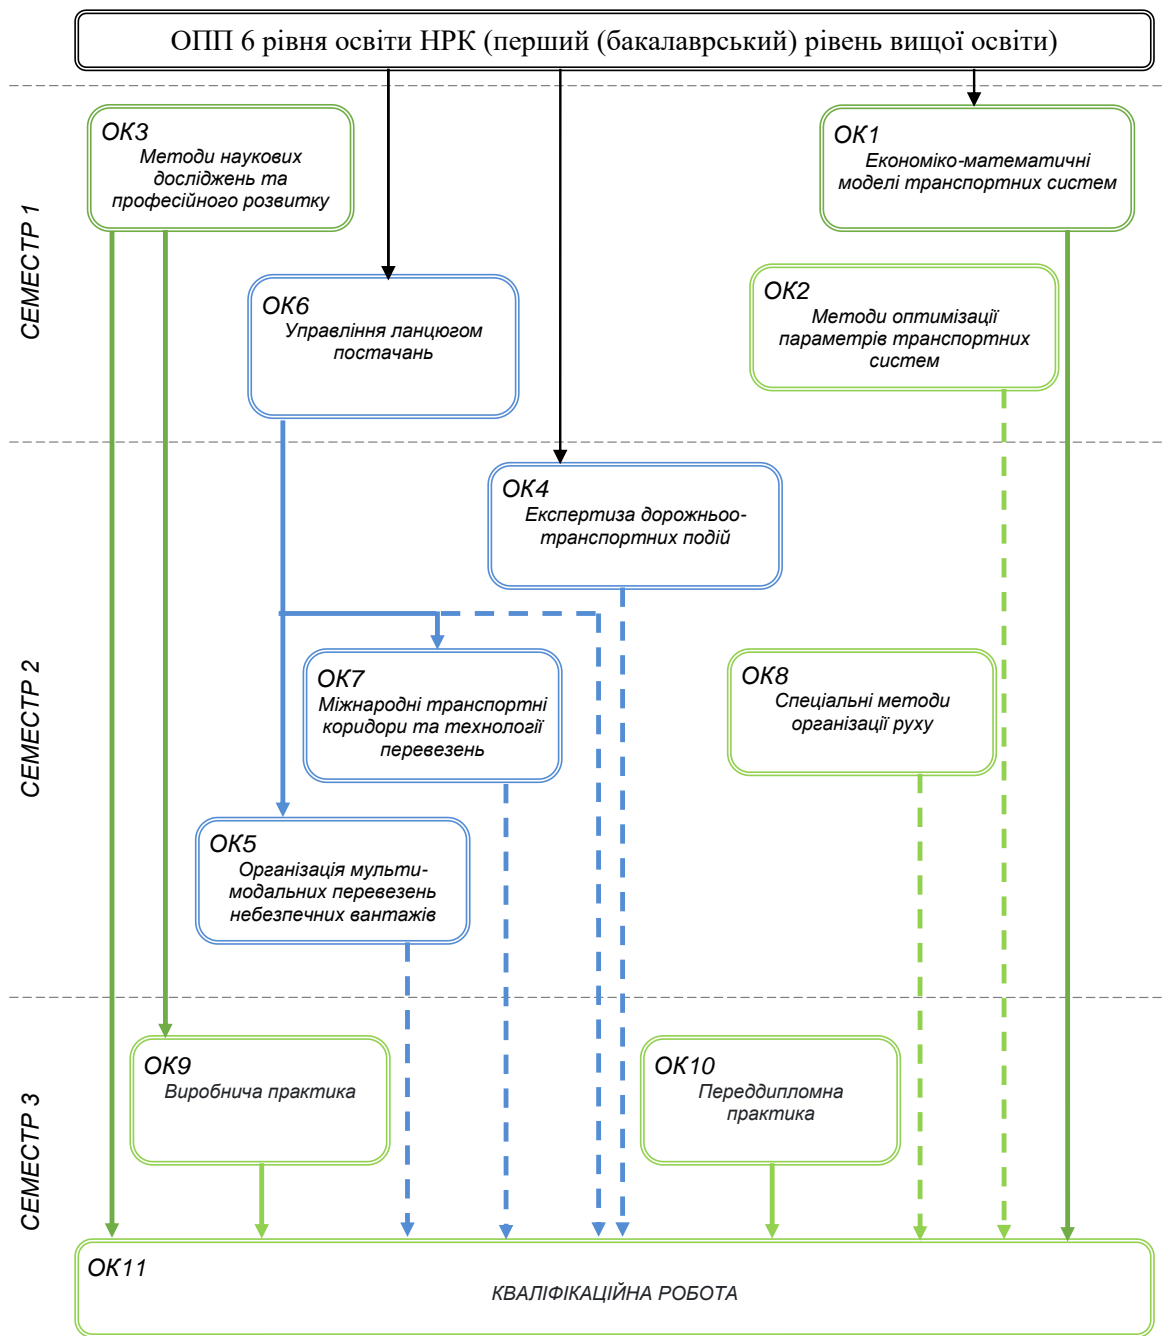 ОПП 6 рівня освіти НРК (перший (бакалаврський) рівень вищої освіти)
СЕМЕСТР 1
ОК3
Методи наукових
досліджень та
професійного розвитку
ОК1
Економіко-математичні
моделі транспортних систем
ОК6
Управління ланцюгом
постачань
ОК2
Методи оптимізації
параметрів транспортних
систем
СЕМЕСТР 2
ОК4
Експертиза дорожньоо-
транспортних подій
ОК7
Міжнародні транспортні
коридори та технології
перевезень
ОК8
Спеціальні методи
організації руху
ОК5
Організація мульти-
модальних перевезень
небезпечних вантажів
СЕМЕСТР 3
ОК9
Виробнича практика
ОК10
Переддипломна
практика
ОК11
КВАЛІФІКАЦІЙНА РОБОТА